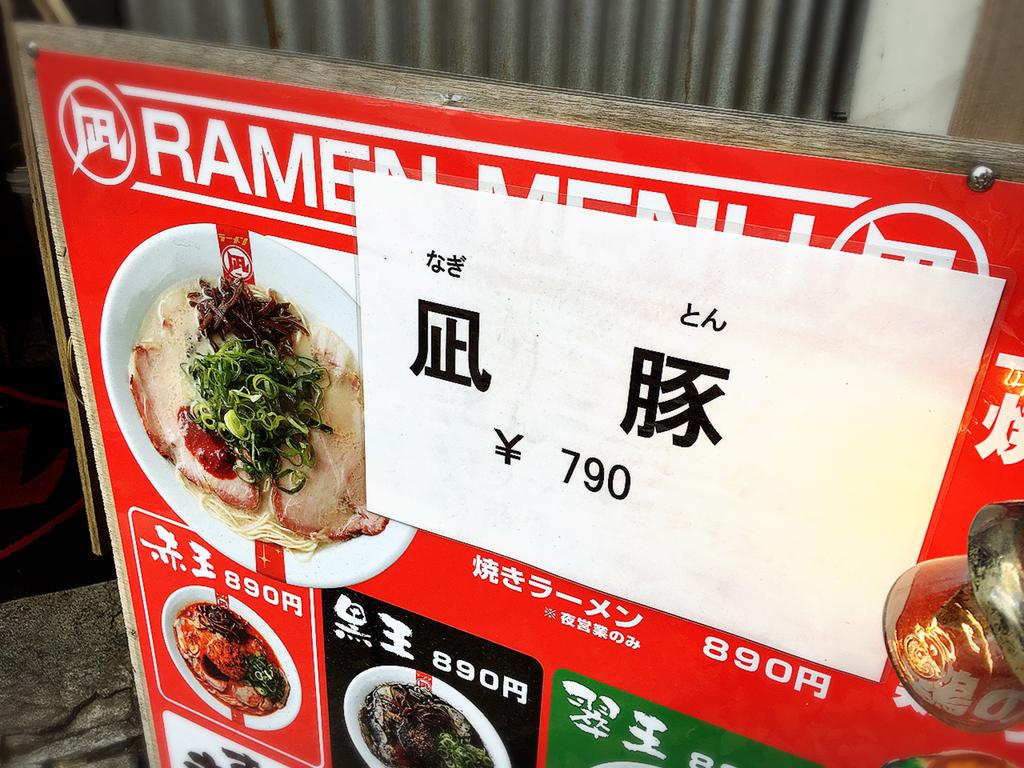 凪 RAMEN MENU 凪
なぎ とん
凪 豚
¥ 790
焼きラーメン
※夜営業のみ
890円
赤王 890円
黒王 890円
翠王